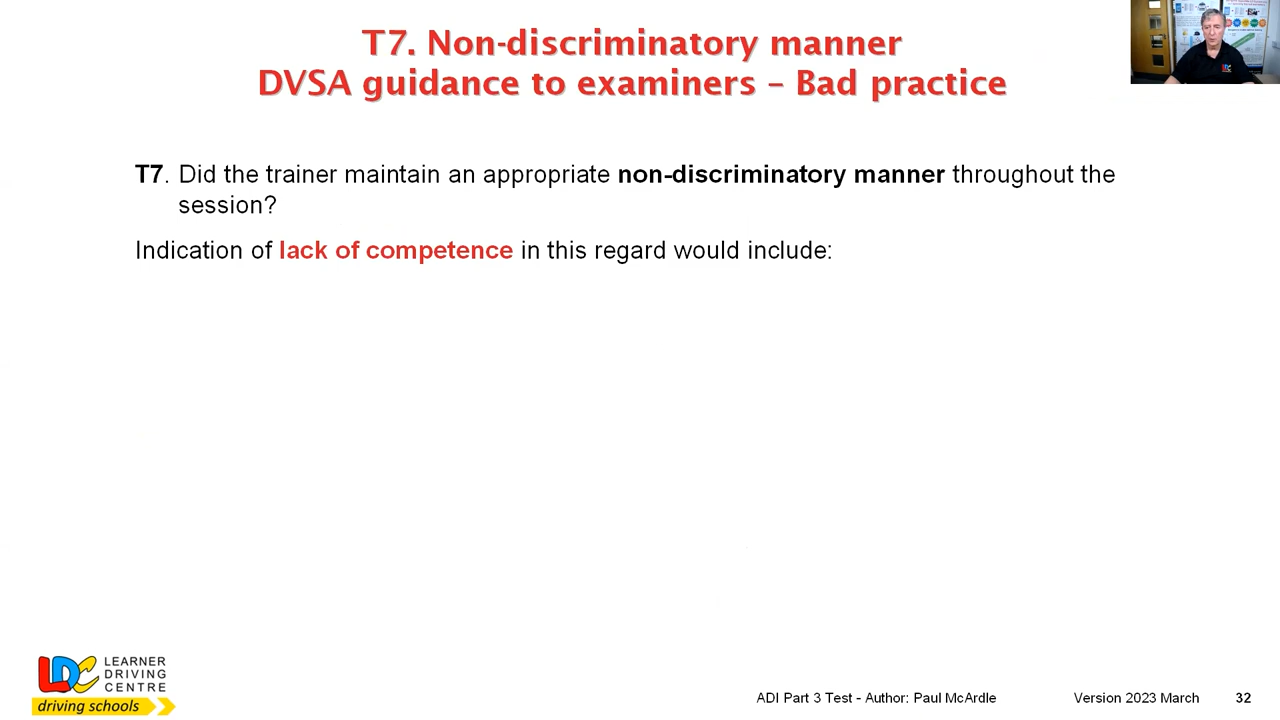 T7. Non-discriminatory manner
DVSA guidance to examiners – Bad practice
T7. Did the trainer maintain an appropriate non-discriminatory manner throughout the
session?
Indication of lack of competence in this regard would include:
LDC LEARNER
DRIVING
CENTRE
driving schools
ADI Part 3 Test - Author: Paul McArdle
Version 2023 March
32